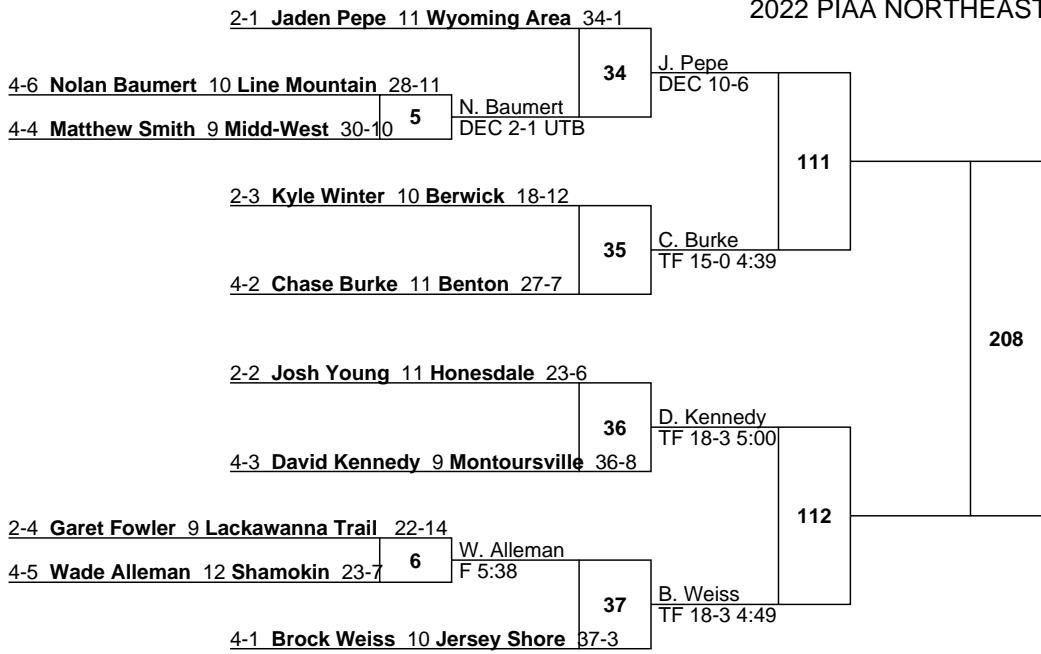 2022 PIAA NORTHEAST
2-1 Jaden Pepe 11 Wyoming Area 34-1
34
J. Pepe
DEC 10-6
4-6 Nolan Baumert 10 Line Mountain 28-11
5
N. Baumert
DEC 2-1 UTB
4-4 Matthew Smith 9 Midd-West 30-10
111
2-3 Kyle Winter 10 Berwick 18-12
35
C. Burke
TF 15-0 4:39
4-2 Chase Burke 11 Benton 27-7
208
2-2 Josh Young 11 Honesdale 23-6
36
D. Kennedy
TF 18-3 5:00
4-3 David Kennedy 9 Montoursville 36-8
112
2-4 Garet Fowler 9 Lackawanna Trail 22-14
6
W. Alleman
F 5:38
4-5 Wade Alleman 12 Shamokin 23-7
37
B. Weiss
TF 18-3 4:49
4-1 Brock Weiss 10 Jersey Shore 37-3